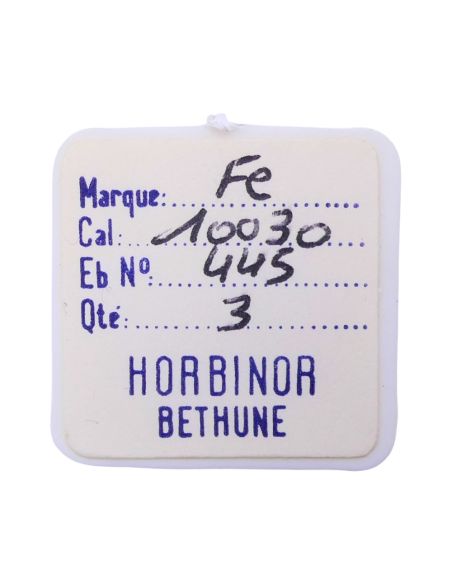 Marque: Fe
Cal: 10030
Eb Nº 445
Qté: 3
HORBINOR
BETHUNE